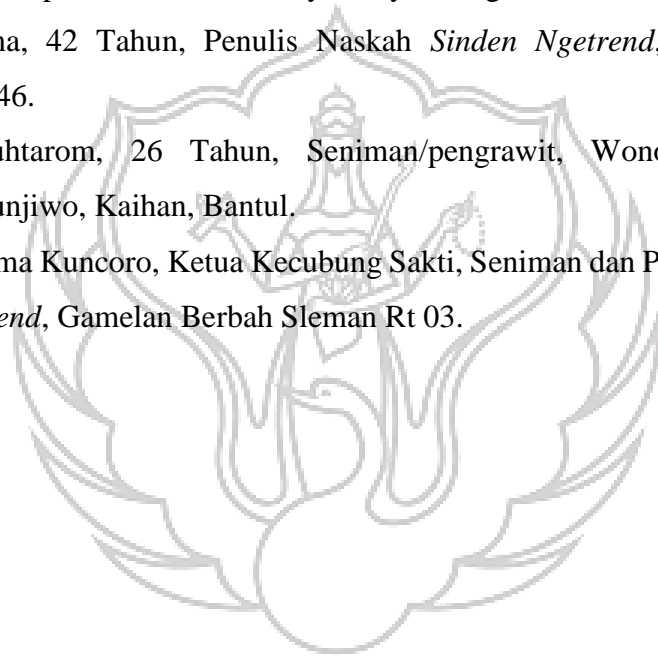 na, 42 Tahun, Penulis Naskah Sinden Ngetrend,
46.
uhtarom, 26 Tahun, Seniman/pengrawit, Wono
unjiwo, Kaihan, Bantul.
ma Kuncoro, Ketua Kecubung Sakti, Seniman dan P
end, Gamelan Berbah Sleman Rt 03.